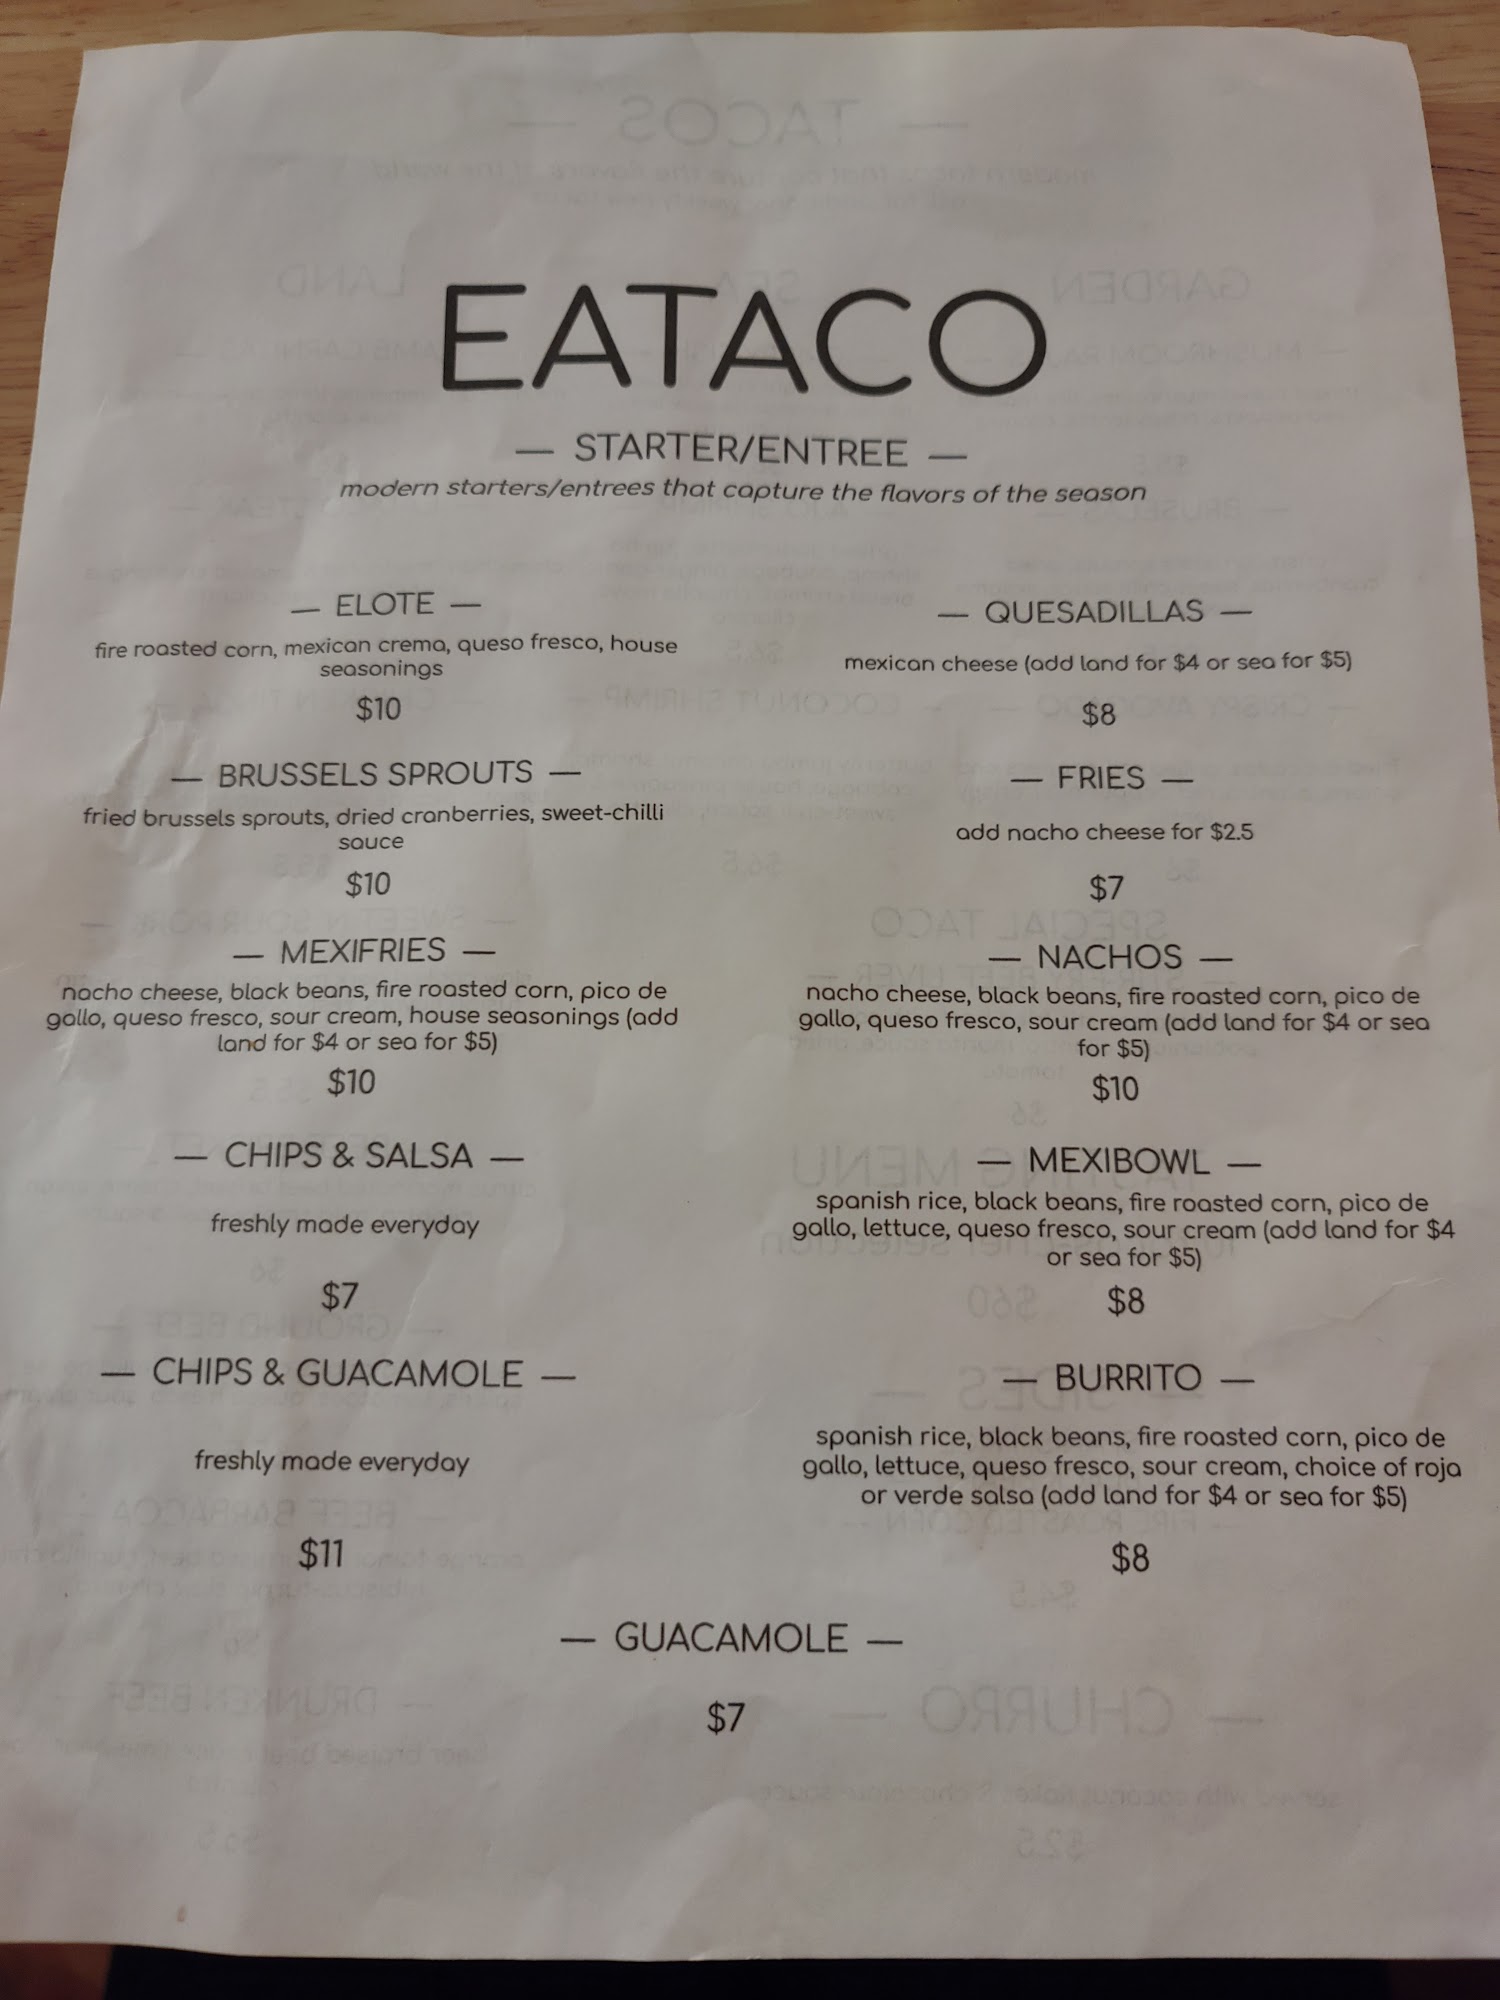 EATACO
— STARTER/ENTREE —
modern starters/entrees that capture the flavors of the season
— ELOTE —
fire roasted corn, mexican crema, queso fresco, house
seasonings
$10
— BRUSSELS SPROUTS —
fried brussels sprouts, dried cranberries, sweet-chilli
sauce
$10
— MEXIFRIES —
nacho cheese, black beans, fire roasted corn, pico de
gallo, queso fresco, sour cream, house seasonings (add
land for $4 or sea for $5)
$10
— CHIPS & SALSA —
freshly made everyday
$7
— CHIPS & GUACAMOLE —
freshly made everyday
$11
— QUESADILLAS —
mexican cheese (add land for $4 or sea for $5)
$8
— FRIES —
add nacho cheese for $2.5
$7
— NACHOS —
nacho cheese, black beans, fire roasted corn, pico de
gallo, queso fresco, sour cream (add land for $4 or sea
for $5)
$10
— MEXIBOWL —
spanish rice, black beans, fire roasted corn, pico de
gallo, lettuce, queso fresco, sour cream (add land for $4
or sea for $5)
$8
— BURRITO —
spanish rice, black beans, fire roasted corn, pico de
gallo, lettuce, queso fresco, sour cream, choice of roja
or verde salsa (add land for $4 or sea for $5)
$8
— GUACAMOLE —
$7